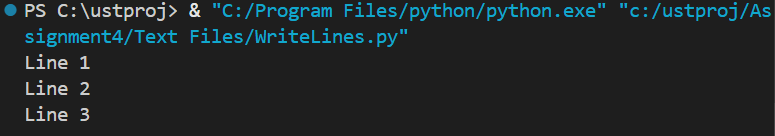 PS C:\ustproj> & "C:/Program Files/python/python.exe" "c:/ustproj/As
signment4/Text Files/WriteLines.py"
Line 1
Line 2
Line 3